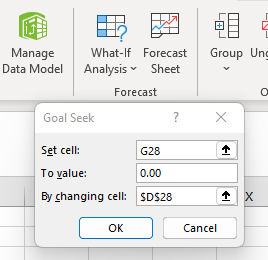 Manage
Data Model
What-If
Analysis
Forecast
Sheet
Group
Forecast
Goal Seek
?
Set cell:
G28
To value:
0.00
By changing cell:
$D$28
OK
Cancel
X